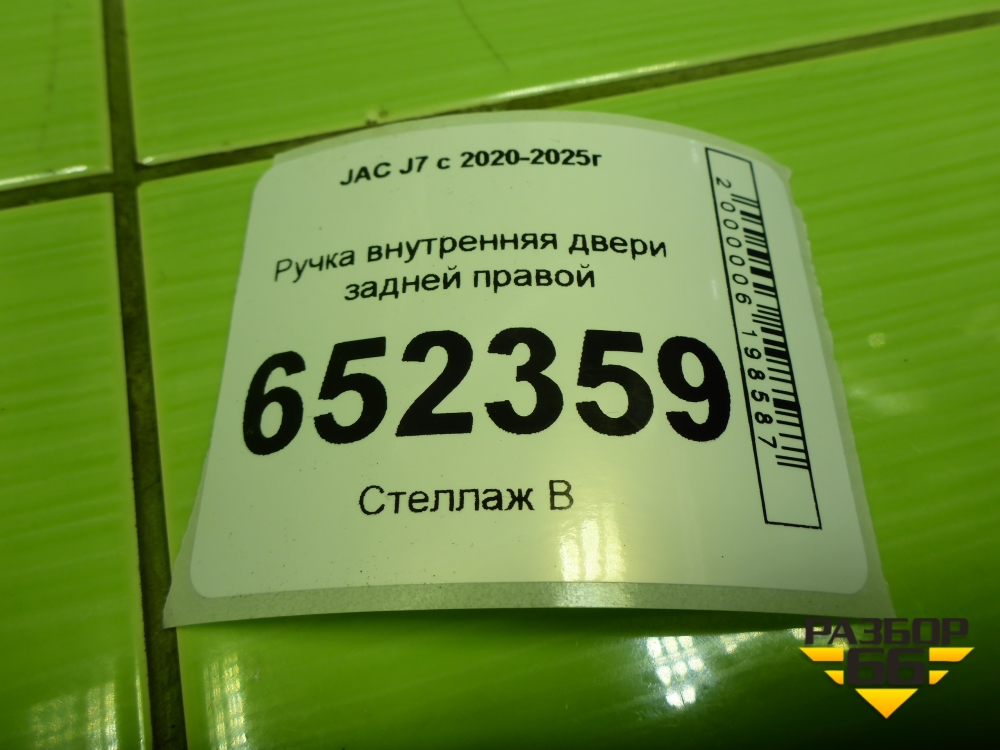 JAC J7 с 2020-2025г
Ручка внутренняя двери
задней правой
652359
Стеллаж В
2000006198587
РАЗБОР
66